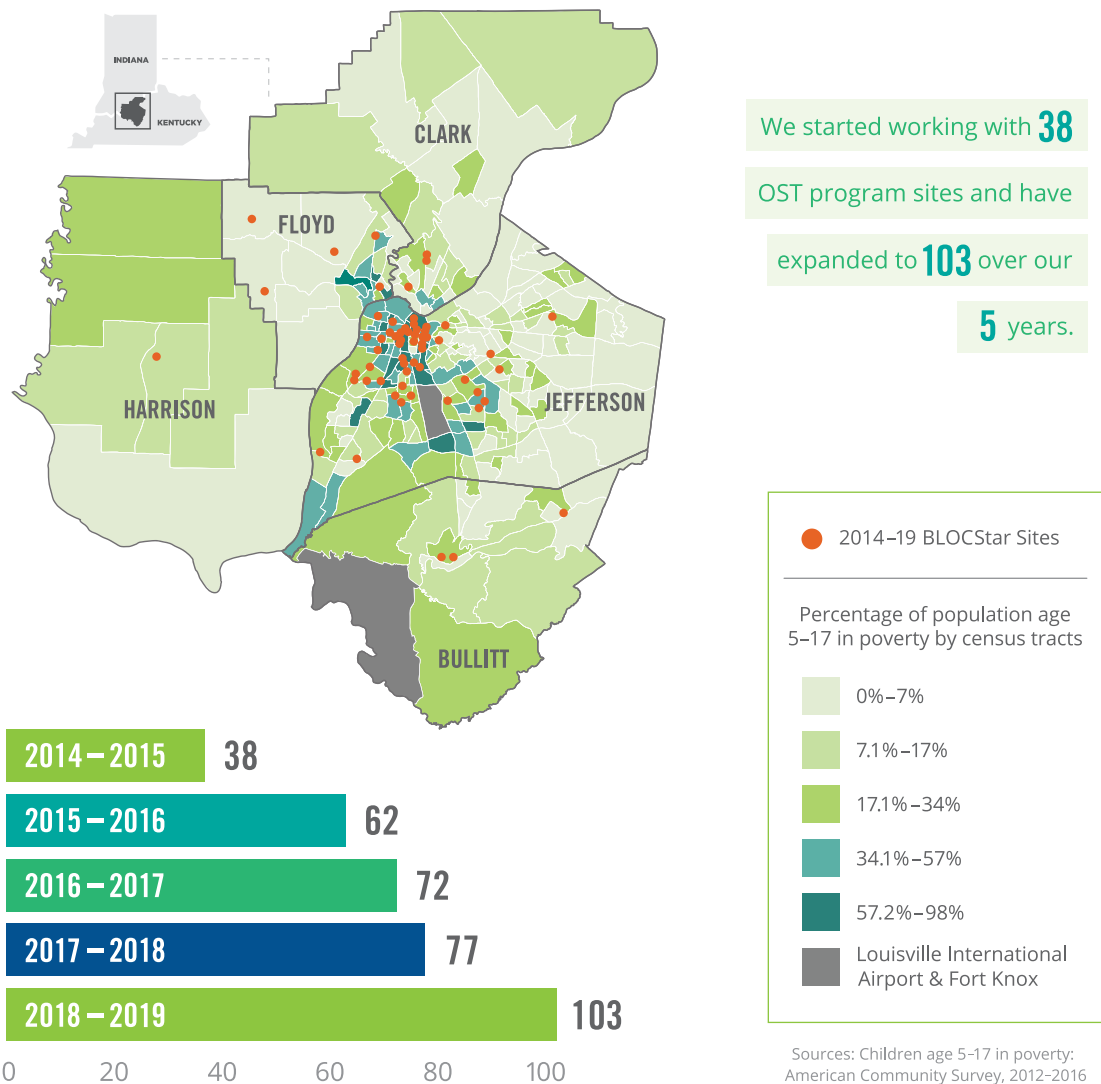 INDIANA
KENTUCKY
CLARK
FLOYD
HARRISON
JEFFERSON
BULLITT
We started working with 38
OST program sites and have
expanded to 103 over our
5 years.
2014–19 BLOCStar Sites
Percentage of population age
5–17 in poverty by census tracts
0%–7%
7.1%–17%
17.1%–34%
34.1%–57%
57.2%–98%
Louisville International
Airport & Fort Knox
2014–2015 38
2015–2016 62
2016–2017 72
2017–2018 77
2018–2019 103
0 20 40 60 80 100
Sources: Children age 5–17 in poverty:
American Community Survey, 2012–2016